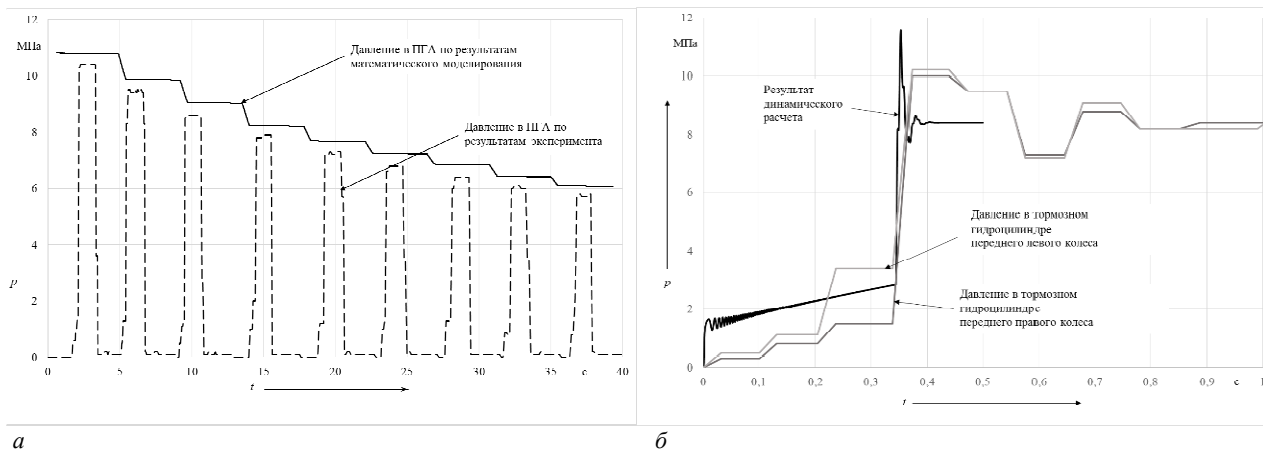 12
МПа
10
8
6
4
p
2
0
0
5
10
15
20
25
30
35
с
40
t
Давление в ПГА по результатам
математического моделирования
Давление в ПГА по
результатам эксперимента
а
12
МПа
10
8
6
4
p
2
0
0
0,1
0,2
0,3
0,4
0,5
0,6
0,7
0,8
0,9
с
1
t
Результат
динамического
расчета
Давление в тормозном
гидроцилиндре
переднего левого колеса
Давление в тормозном
гидроцилиндре
переднего правого колеса
б